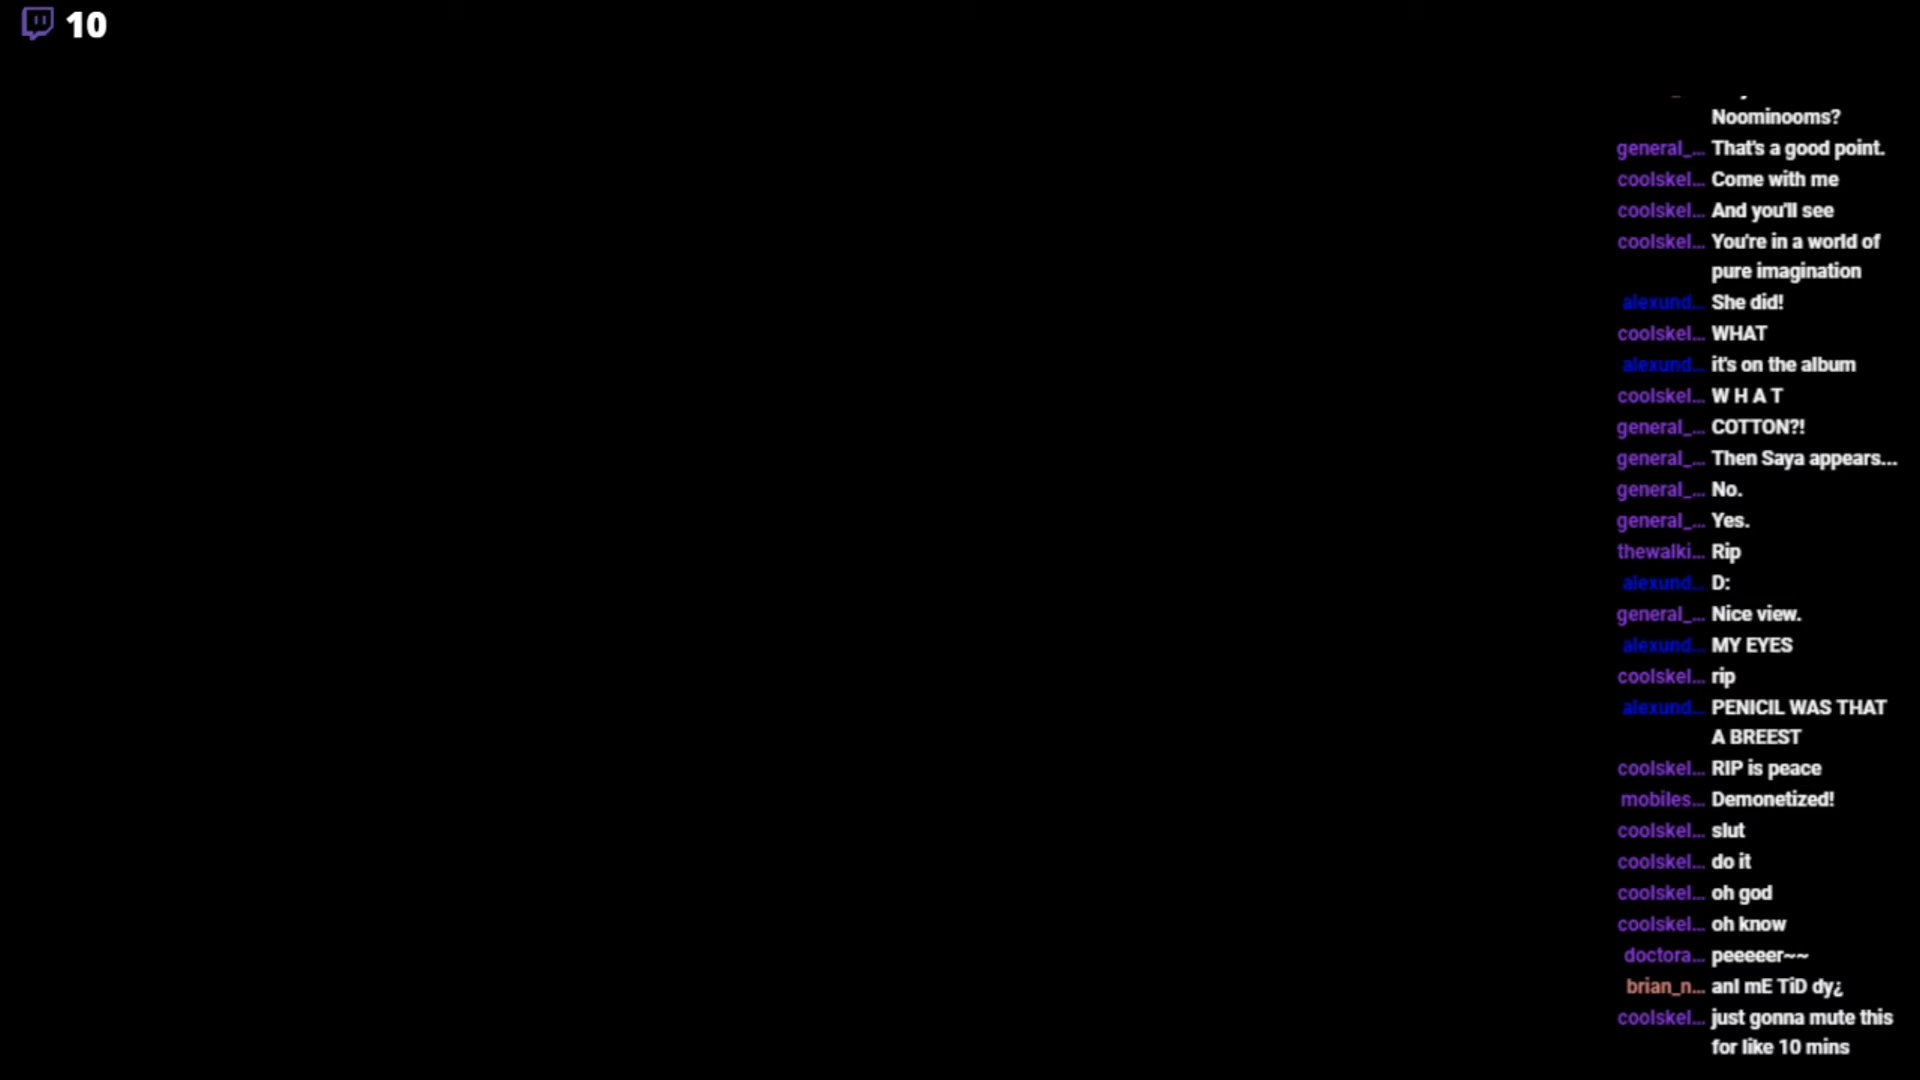 10
Noominooms?
general_... That's a good point.
coolskel... Come with me
coolskel... And you'll see
coolskel... You're in a world of
pure imagination
alexund... She did!
coolskel... WHAT
alexund... it's on the album
coolskel... W H A T
general_... COTTON?!
general_... Then Saya appears...
general_... No.
general_... Yes.
thewalki... Rip
alexund... D:
general_... Nice view.
alexund... MY EYES
coolskel... rip
alexund... PENICIL WAS THAT
A BREEST
coolskel... RIP is peace
mobiles... Demonetized!
coolskel... slut
coolskel... do it
coolskel... oh god
coolskel... oh know
doctora... peeeeer~~
brian_n... anI mE TiD dy¿
coolskel... just gonna mute this
for like 10 mins